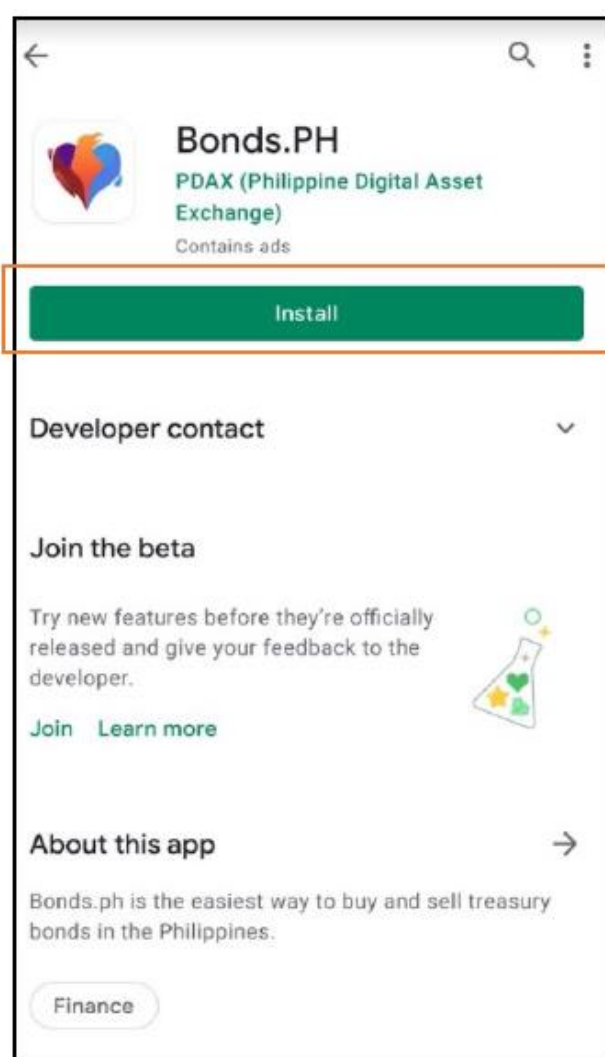 Bonds.PH
PDAX (Philippine Digital Asset
Exchange)
Contains ads
Install
Developer contact
Join the beta
Try new features before they're officially
released and give your feedback to the
developer.
Join Learn more
About this app
Bonds.ph is the easiest way to buy and sell treasury
bonds in the Philippines.
Finance